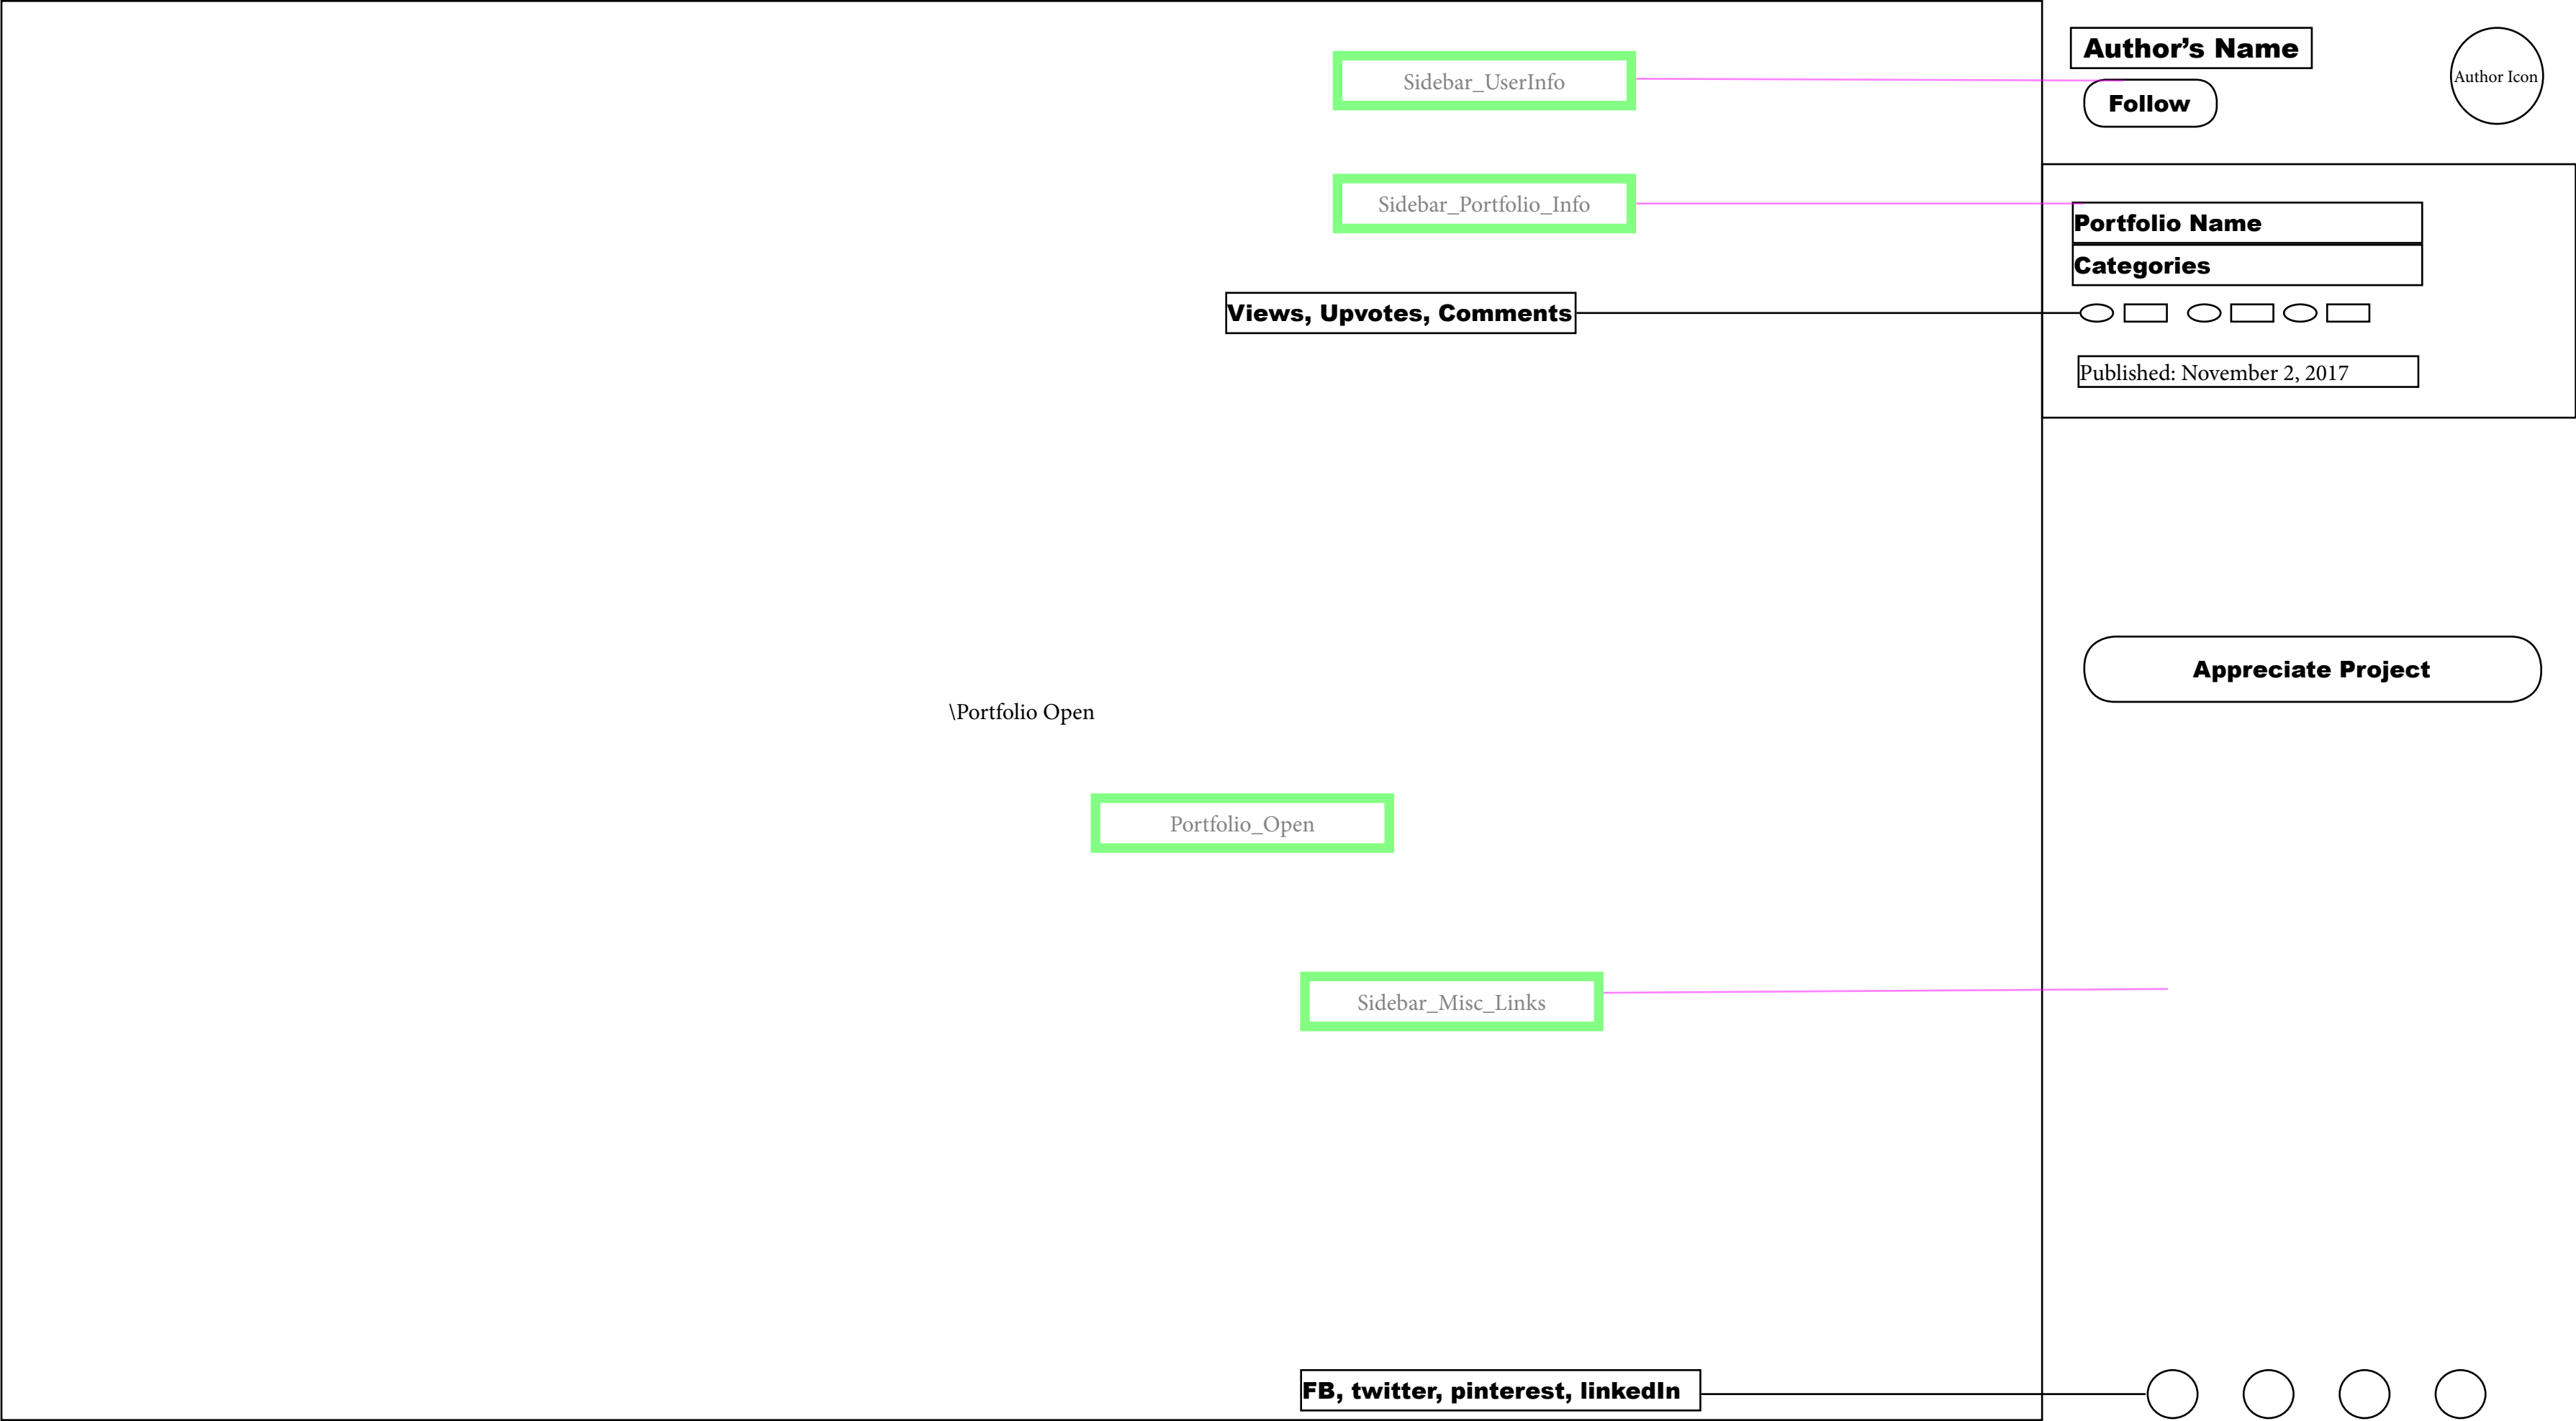 Author’s Name
Author Icon
Sidebar_UserInfo
Follow
Sidebar_Portfolio_Info
Portfolio Name
Categories
Views, Upvotes, Comments
Published: November 2, 2017
Appreciate Project
\Portfolio Open
Portfolio_Open
Sidebar_Misc_Links
FB, twitter, pinterest, linkedIn